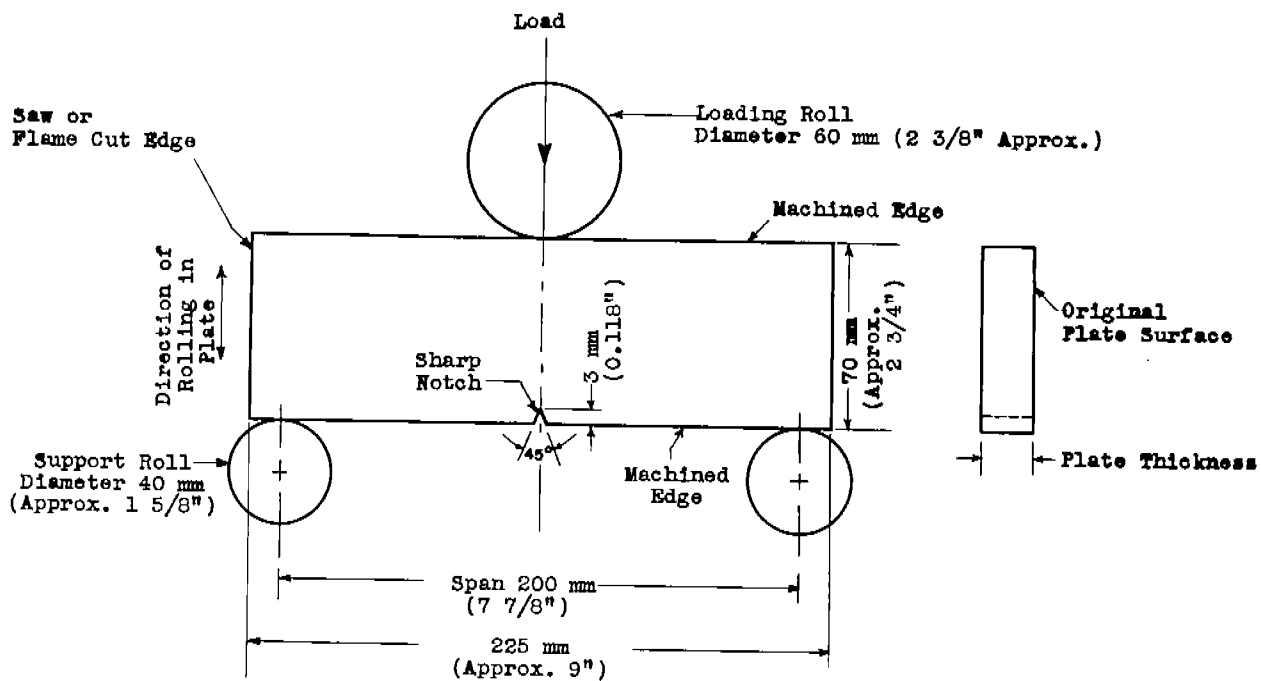 Load
Saw or
Flame Cut Edge
Loading Roll
Diameter 60 mm (2 3/8" Approx.)
Machined Edge
Direction of
Rolling in
Plate
Sharp
Notch
3 mm
(0.118")
70 mm
(Approx.
2 3/4")
Original
Plate Surface
45°
Support Roll
Diameter 40 mm
(Approx. 1 5/8")
Machined
Edge
Plate Thickness
Span 200 mm
(7 7/8")
225 mm
(Approx. 9")